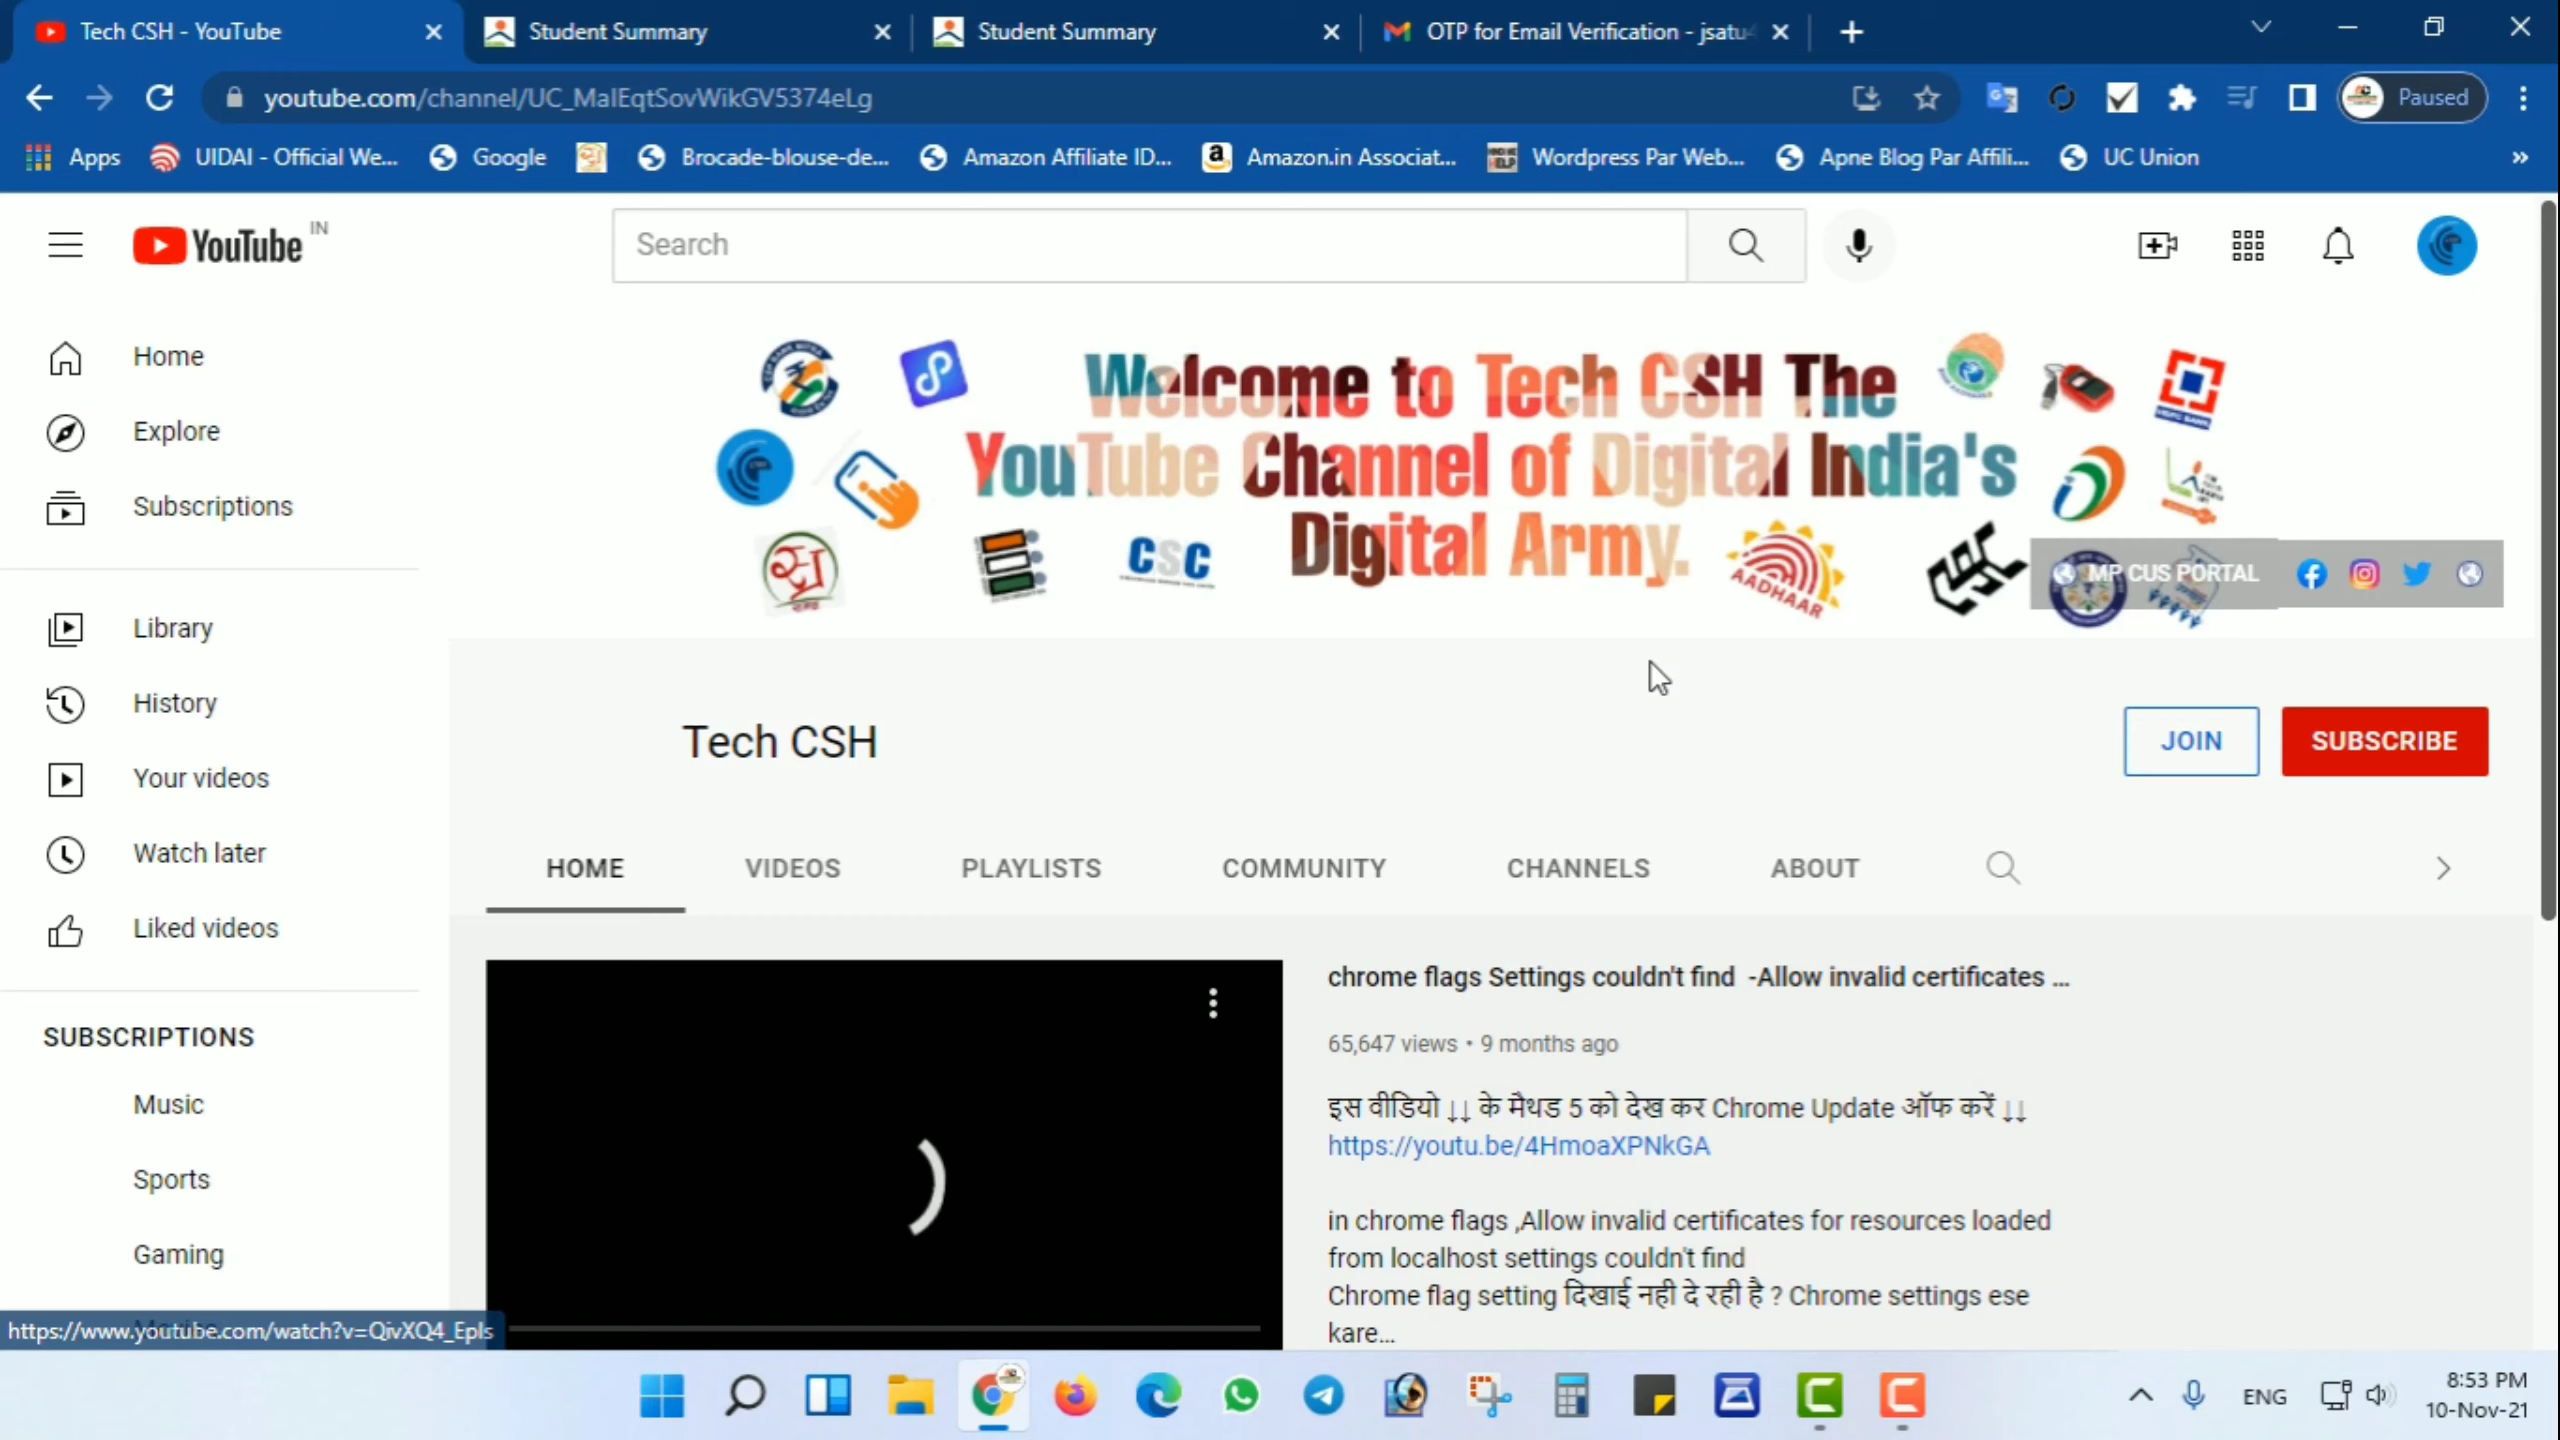 Tech CSH - YouTube
Student Summary
Student Summary
OTP for Email Verification - jsatu
youtube.com/channel/UC_MalEqtSovWikGV5374eLg
Paused
Apps
UIDAI - Official We...
Google
Brocade-blouse-de...
Amazon Affiliate ID...
Amazon.in Associat...
Wordpress Par Web...
Apne Blog Par Affili...
UC Union
YouTube IN
Search
Home
Explore
Subscriptions
Library
History
Your videos
Watch later
Liked videos
SUBSCRIPTIONS
Music
Sports
Gaming
https://www.youtube.com/watch?v=QivXQ4_Epls
Welcome to Tech CSH The
YouTube Channel of Digital India's
Digital Army.
CSC
AADHAAR
MP CUS PORTAL
Tech CSH
JOIN
SUBSCRIBE
HOME
VIDEOS
PLAYLISTS
COMMUNITY
CHANNELS
ABOUT
chrome flags Settings couldn't find -Allow invalid certificates ...
65,647 views • 9 months ago
इस वीडियो ↓↓ के मैथड 5 को देख कर Chrome Update ऑफ करें ↓↓
https://youtu.be/4HmoaXPNkGA
in chrome flags ,Allow invalid certificates for resources loaded
from localhost settings couldn't find
Chrome flag setting दिखाई नही दे रही है ? Chrome settings ese
kare...
ENG
8:53 PM
10-Nov-21